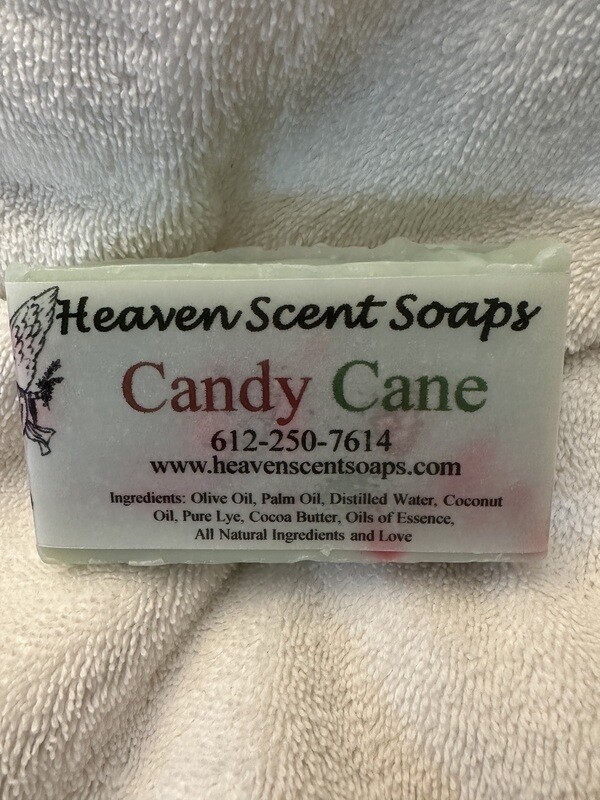 Heaven Scent Soaps
Candy Cane
612-250-7614
www.heavenscentsoaps.com
Ingredients: Olive Oil, Palm Oil, Distilled Water, Coconut
Oil, Pure Lye, Cocoa Butter, Oils of Essence,
All Natural Ingredients and Love